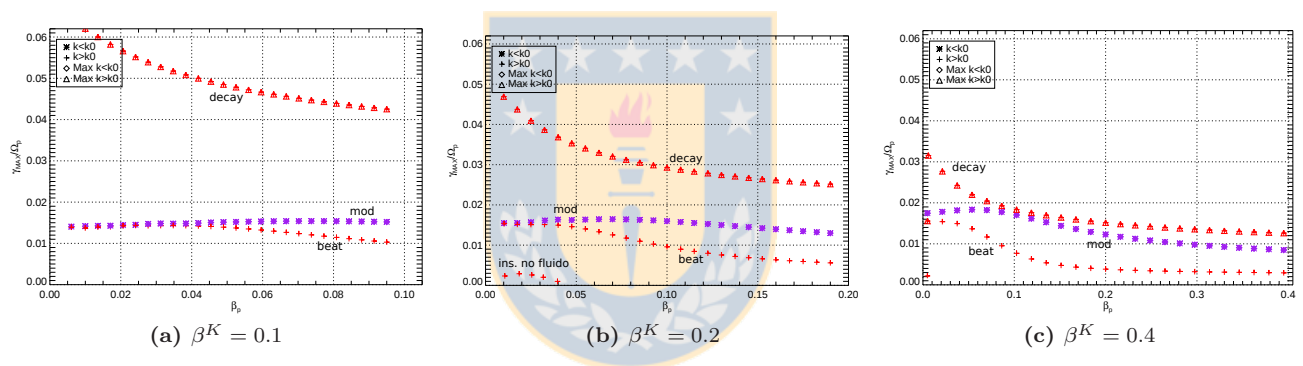 k<k0
k>k0
Max k<k0
Max k>k0
decay
mod
beat
0.06
0.05
0.04
0.03
0.02
0.01
0.00
γMAX/Ωp
0.00
0.02
0.04
0.06
0.08
0.10
βp
(a) β^K = 0.1
k<k0
k>k0
Max k<k0
Max k>k0
decay
mod
beat
ins. no fluido
0.06
0.05
0.04
0.03
0.02
0.01
0.00
γMAX/Ωp
0.00
0.05
0.10
0.15
0.20
βp
(b) β^K = 0.2
k<k0
k>k0
Max k<k0
Max k>k0
decay
mod
beat
0.06
0.05
0.04
0.03
0.02
0.01
0.00
γMAX/Ωp
0.0
0.1
0.2
0.3
0.4
βp
(c) β^K = 0.4